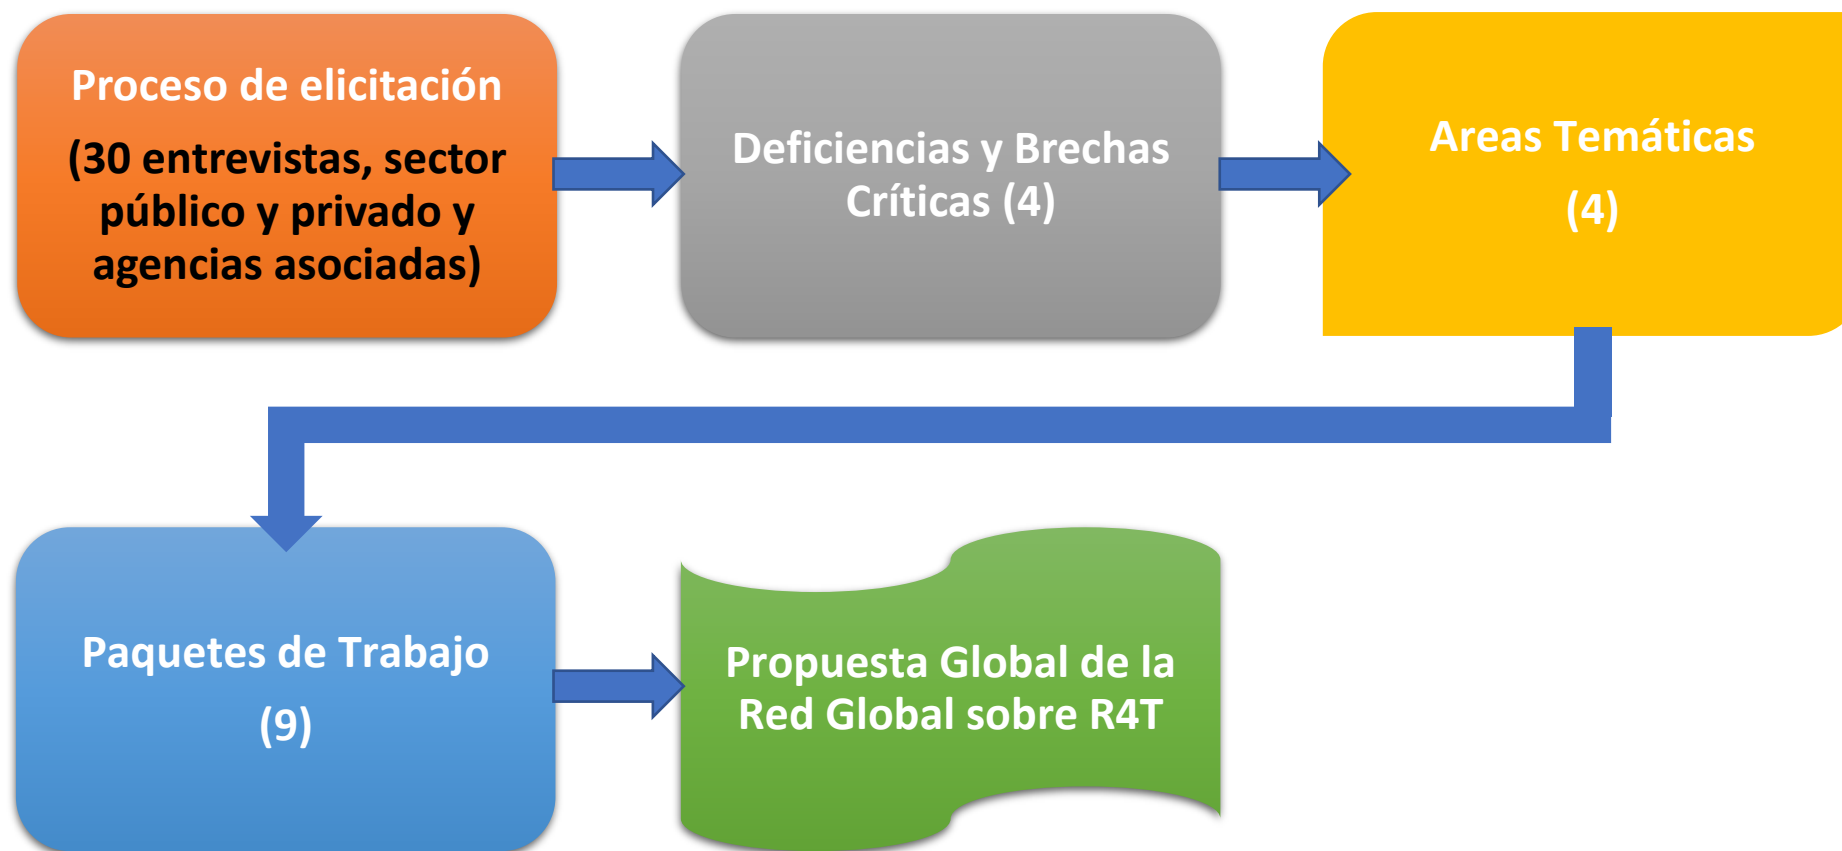 Proceso de elicitación
(30 entrevistas, sector
público y privado y
agencias asociadas)
Deficiencias y Brechas
Críticas (4)
Areas Temáticas
(4)
Paquetes de Trabajo
(9)
Propuesta Global de la
Red Global sobre R4T